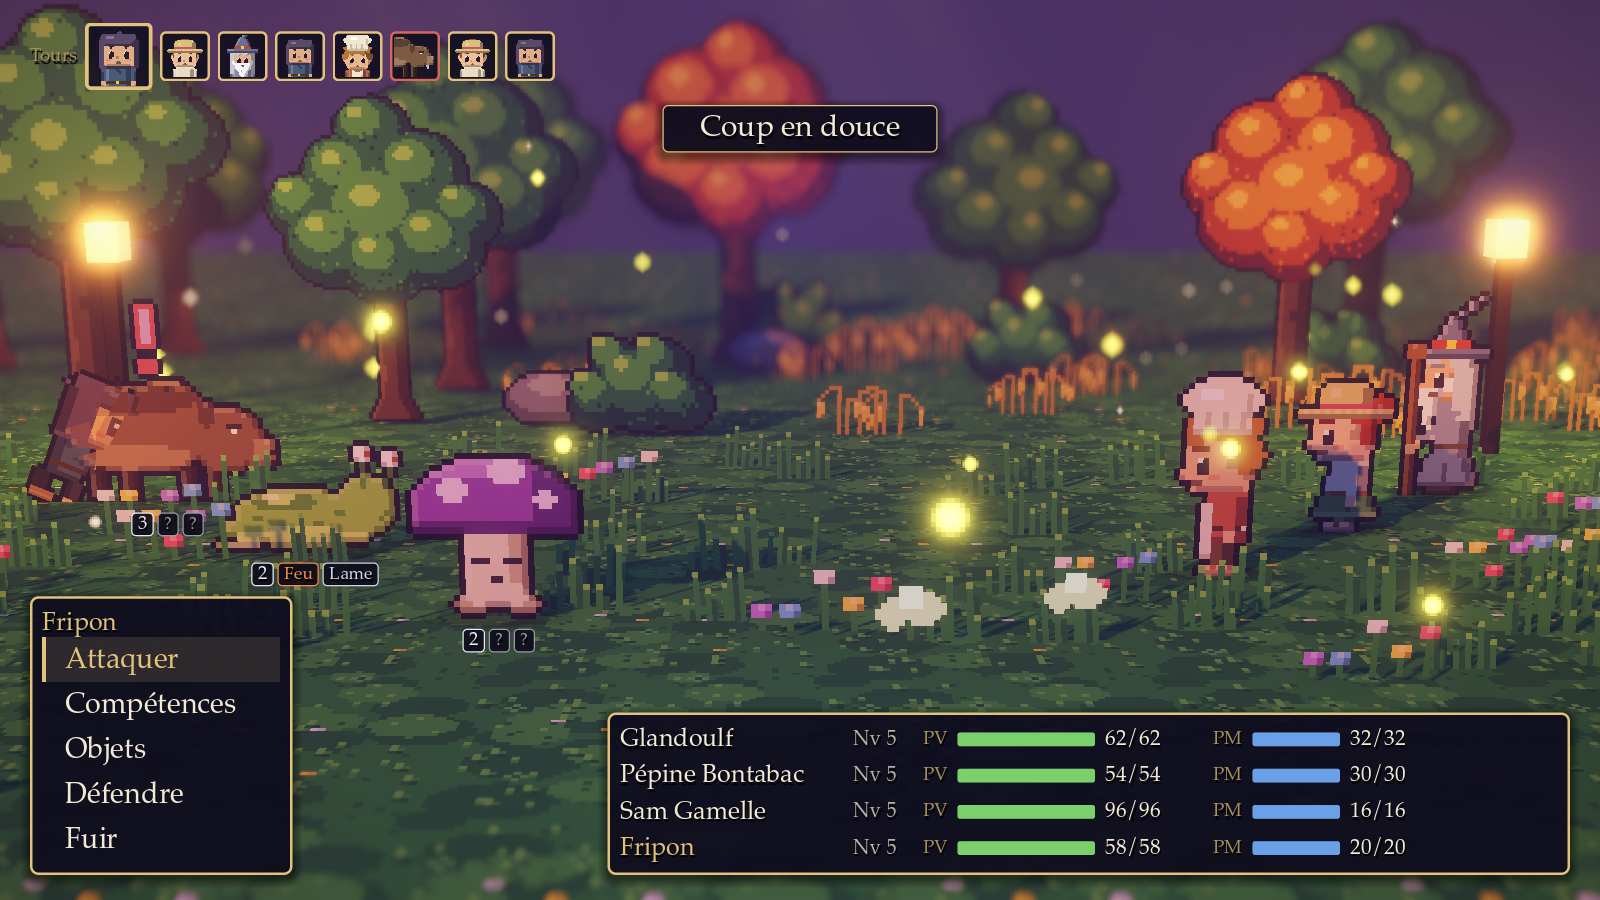 Tours
Coup en douce
3 ? ?
2 Feu Lame
2 ? ?
Fripon
Attaquer
Compétences
Objets
Défendre
Fuir
Glandoulf Nv 5 PV 62/62 PM 32/32
Pépine Bontabac Nv 5 PV 54/54 PM 30/30
Sam Gamelle Nv 5 PV 96/96 PM 16/16
Fripon Nv 5 PV 58/58 PM 20/20